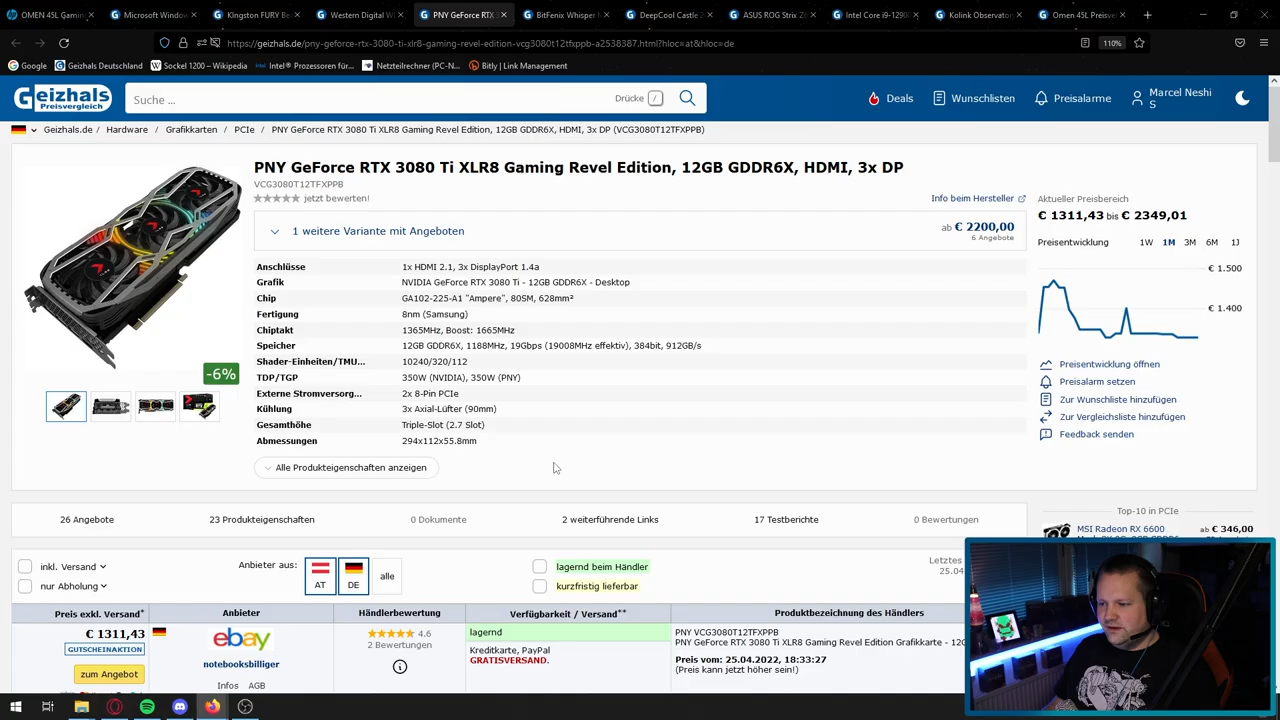 OMEN 45L Gaming
Microsoft Window
Kingston FURY Be
Western Digital Wi
PNY GeForce RTX 3
BitFenix Whisper M
DeepCool Castle 2
ASUS ROG Strix Z6
Intel Core i9-1290
Kolink Observator
Omen 45L Preisver
https://geizhals.de/pny-geforce-rtx-3080-ti-xlr8-gaming-revel-edition-vcg3080t12tfxppb-a2538387.html?hloc=at&hloc=de
110%
Google
Geizhals Deutschland
Sockel 1200 – Wikipedia
Intel® Prozessoren für...
Netzteilrechner (PC-N...
Bitly | Link Management
Geizhals
Preisvergleich
Suche ...
Drücke /
Deals
Wunschlisten
Preisalarme
Marcel Neshi
S
Geizhals.de / Hardware / Grafikkarten / PCIe / PNY GeForce RTX 3080 Ti XLR8 Gaming Revel Edition, 12GB GDDR6X, HDMI, 3x DP (VCG3080T12TFXPPB)
PNY GeForce RTX 3080 Ti XLR8 Gaming Revel Edition, 12GB GDDR6X, HDMI, 3x DP
VCG3080T12TFXPPB
jetzt bewerten!
Info beim Hersteller
1 weitere Variante mit Angeboten
ab € 2200,00
6 Angebote
Anschlüsse 1x HDMI 2.1, 3x DisplayPort 1.4a
Grafik NVIDIA GeForce RTX 3080 Ti - 12GB GDDR6X - Desktop
Chip GA102-225-A1 "Ampere", 80SM, 628mm²
Fertigung 8nm (Samsung)
Chiptakt 1365MHz, Boost: 1665MHz
Speicher 12GB GDDR6X, 1188MHz, 19Gbps (19008MHz effektiv), 384bit, 912GB/s
Shader-Einheiten/TMU... 10240/320/112
TDP/TGP 350W (NVIDIA), 350W (PNY)
Externe Stromversorg... 2x 8-Pin PCIe
Kühlung 3x Axial-Lüfter (90mm)
Gesamthöhe Triple-Slot (2.7 Slot)
Abmessungen 294x112x55.8mm
-6%
Alle Produkteigenschaften anzeigen
Aktueller Preisbereich
€ 1311,43 bis € 2349,01
Preisentwicklung 1W 1M 3M 6M 1J
€ 1.500
€ 1.400
Preisentwicklung öffnen
Preisalarm setzen
Zur Wunschliste hinzufügen
Zur Vergleichsliste hinzufügen
Feedback senden
26 Angebote
23 Produkteigenschaften
0 Dokumente
2 weiterführende Links
17 Testberichte
0 Bewertungen
Top-10 in PCIe
MSI Radeon RX 6600
ab € 346,00
inkl. Versand
nur Abholung
Anbieter aus:
AT
DE
alle
lagernd beim Händler
kurzfristig lieferbar
Letztes
25.04
Preis exkl. Versand*
Anbieter
Händlerbewertung
Verfügbarkeit / Versand**
Produktbezeichnung des Händlers
€ 1311,43
GUTSCHEINAKTION
zum Angebot
ebay
notebooksbilliger
Infos AGB
4.6
2 Bewertungen
lagernd
Kreditkarte, PayPal
GRATISVERSAND.
PNY VCG3080T12TFXPPB
PNY GeForce RTX 3080 Ti XLR8 Gaming Revel Edition Grafikkarte - 12G
Preis vom: 25.04.2022, 18:33:27
(Preis kann jetzt höher sein!)